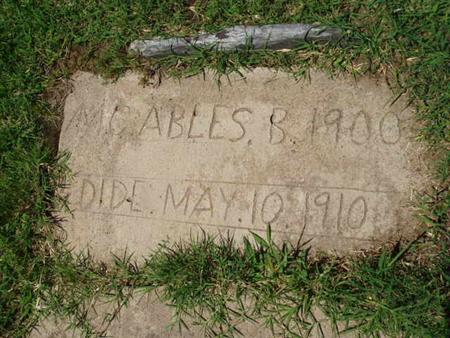 M.C. ABLES. B. 1900
DIDE. MAY. 10. 1910